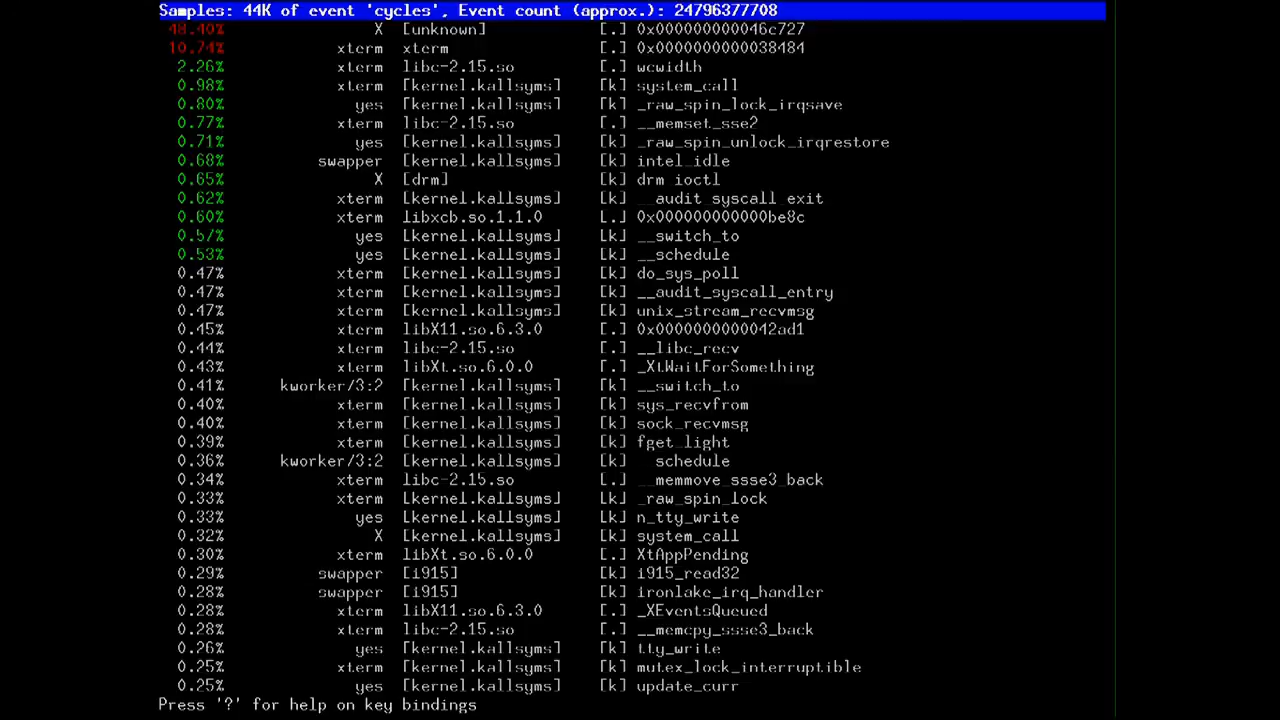 Samples: 44K of event 'cycles', Event count (approx.): 24796377708
48.40% X [unknown] [.] 0x000000000046c727
10.74% xterm xterm [.] 0x0000000000038484
2.26% xterm libc-2.15.so [.] wcwidth
0.98% xterm [kernel.kallsyms] [k] system_call
0.80% yes [kernel.kallsyms] [k] _raw_spin_lock_irqsave
0.77% xterm libc-2.15.so [.] __memset_sse2
0.71% yes [kernel.kallsyms] [k] _raw_spin_unlock_irqrestore
0.68% swapper [kernel.kallsyms] [k] intel_idle
0.65% X [drm] [k] drm_ioctl
0.62% xterm [kernel.kallsyms] [k] __audit_syscall_exit
0.60% xterm libxcb.so.1.1.0 [.] 0x000000000000be8c
0.57% yes [kernel.kallsyms] [k] __switch_to
0.53% yes [kernel.kallsyms] [k] __schedule
0.47% xterm [kernel.kallsyms] [k] do_sys_poll
0.47% xterm [kernel.kallsyms] [k] __audit_syscall_entry
0.47% xterm [kernel.kallsyms] [k] unix_stream_recvmsg
0.45% xterm libX11.so.6.3.0 [.] 0x0000000000042ad1
0.44% xterm libc-2.15.so [.] __libc_recv
0.43% xterm libXt.so.6.0.0 [.] _XtWaitForSomething
0.41% kworker/3:2 [kernel.kallsyms] [k] __switch_to
0.40% xterm [kernel.kallsyms] [k] sys_recvfrom
0.40% xterm [kernel.kallsyms] [k] sock_recvmsg
0.39% xterm [kernel.kallsyms] [k] fget_light
0.36% kworker/3:2 [kernel.kallsyms] [k] __schedule
0.34% xterm libc-2.15.so [.] __memmove_ssse3_back
0.33% xterm [kernel.kallsyms] [k] _raw_spin_lock
0.33% yes [kernel.kallsyms] [k] n_tty_write
0.32% X [kernel.kallsyms] [k] system_call
0.30% xterm libXt.so.6.0.0 [.] XtAppPending
0.29% swapper [i915] [k] i915_read32
0.28% swapper [i915] [k] ironlake_irq_handler
0.28% xterm libX11.so.6.3.0 [.] _XEventsQueued
0.28% xterm libc-2.15.so [.] __memcpy_ssse3_back
0.26% yes [kernel.kallsyms] [k] tty_write
0.25% xterm [kernel.kallsyms] [k] mutex_lock_interruptible
0.25% yes [kernel.kallsyms] [k] update_curr
Press '?' for help on key bindings